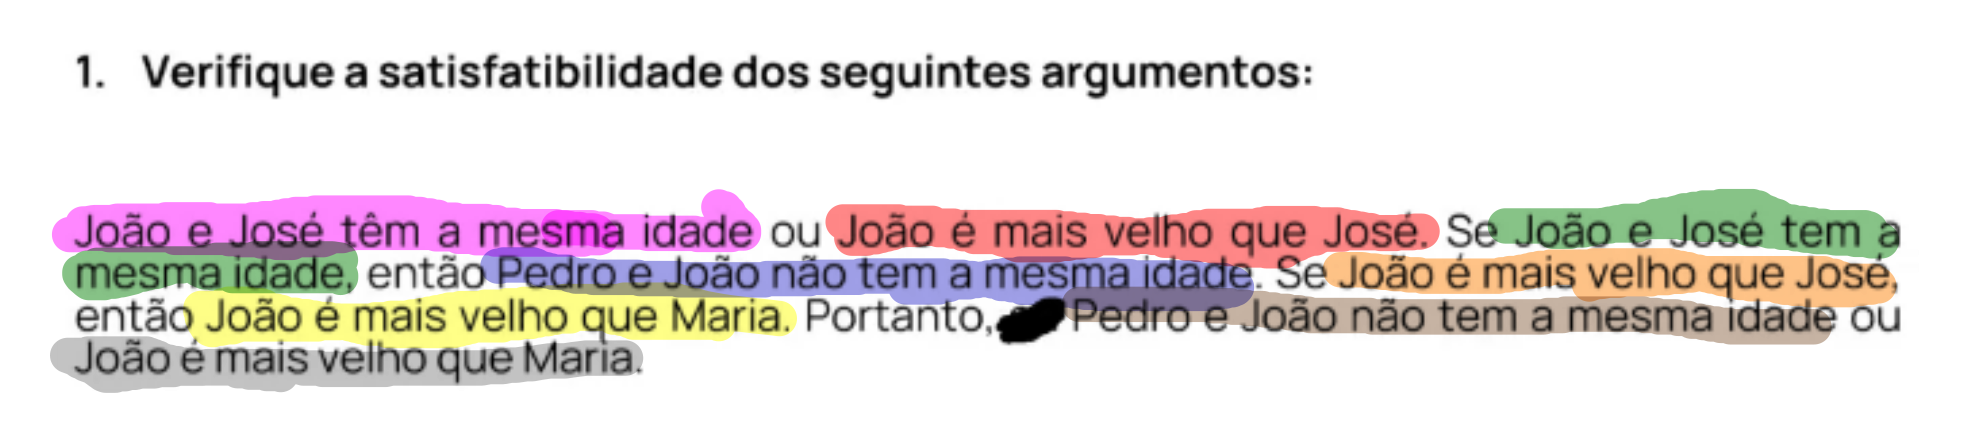 1. Verifique a satisfatibilidade dos seguintes argumentos:
João e José têm a mesma idade ou João é mais velho que José. Se João e José tem a
mesma idade, então Pedro e João não tem a mesma idade. Se João é mais velho que José,
então João é mais velho que Maria. Portanto, Pedro e João não tem a mesma idade ou
João é mais velho que Maria.